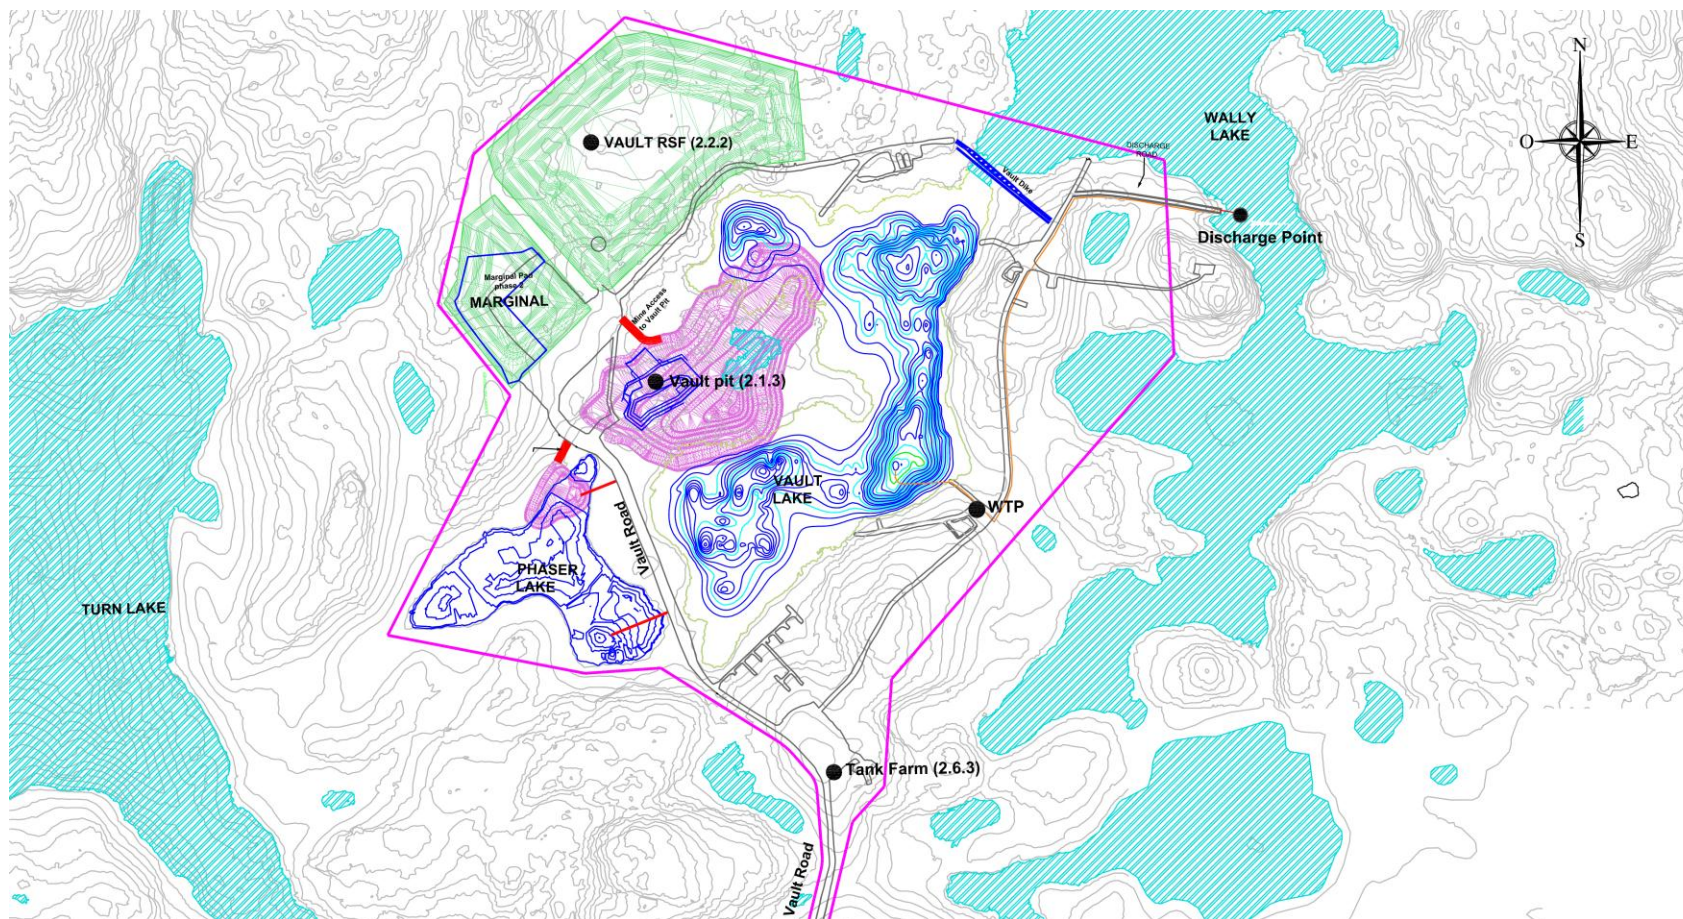 N
WALLY
LAKE
O
E
DISCHARGE
ROAD
VAULT RSF (2.2.2)
Vault Dike
S
Discharge Point
Marginal Pad
phase 2
MARGINAL
Mine Access
to Vault Pit
Vault pit (2.1.3)
VAULT
LAKE
WTP
Vault Road
PHASER
LAKE
TURN LAKE
Tank Farm (2.6.3)
Vault Road